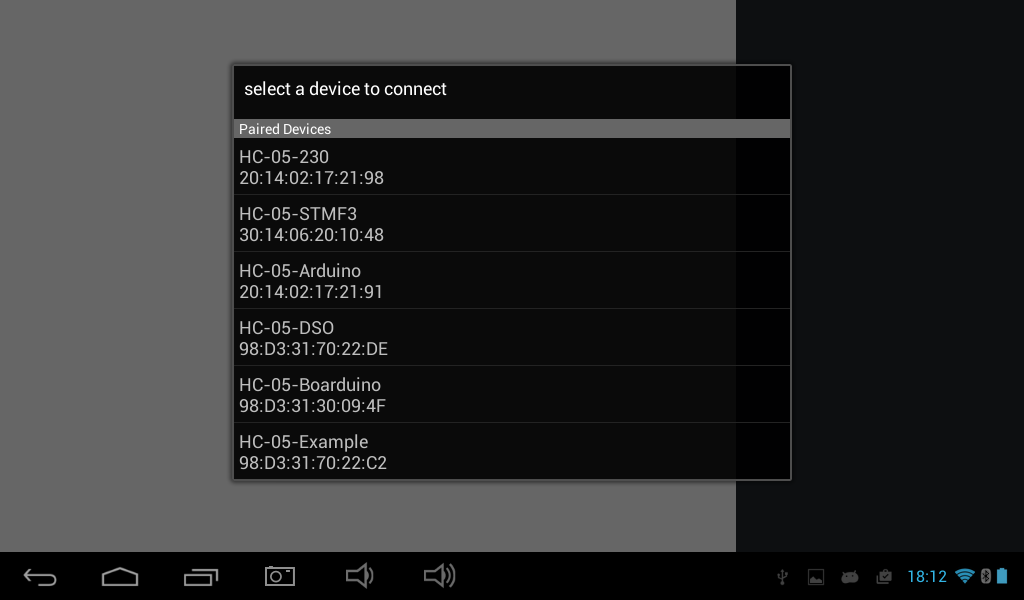 select a device to connect
Paired Devices
HC-05-230
20:14:02:17:21:98
HC-05-STMF3
30:14:06:20:10:48
HC-05-Arduino
20:14:02:17:21:91
HC-05-DSO
98:D3:31:70:22:DE
HC-05-Boarduino
98:D3:31:30:09:4F
HC-05-Example
98:D3:31:70:22:C2
18:12